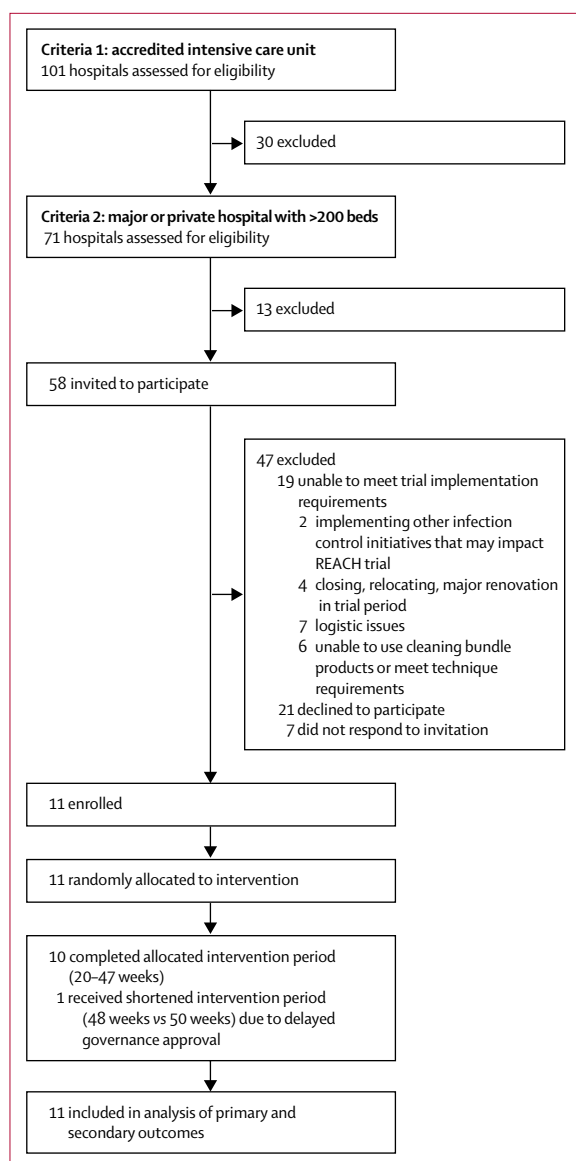 Criteria 1: accredited intensive care unit
101 hospitals assessed for eligibility
30 excluded
Criteria 2: major or private hospital with >200 beds
71 hospitals assessed for eligibility
13 excluded
58 invited to participate
47 excluded
19 unable to meet trial implementation
requirements
2 implementing other infection
control initiatives that may impact
REACH trial
4 closing, relocating, major renovation
in trial period
7 logistic issues
6 unable to use cleaning bundle
products or meet technique
requirements
21 declined to participate
7 did not respond to invitation
11 enrolled
11 randomly allocated to intervention
10 completed allocated intervention period
(20–47 weeks)
1 received shortened intervention period
(48 weeks vs 50 weeks) due to delayed
governance approval
11 included in analysis of primary and
secondary outcomes